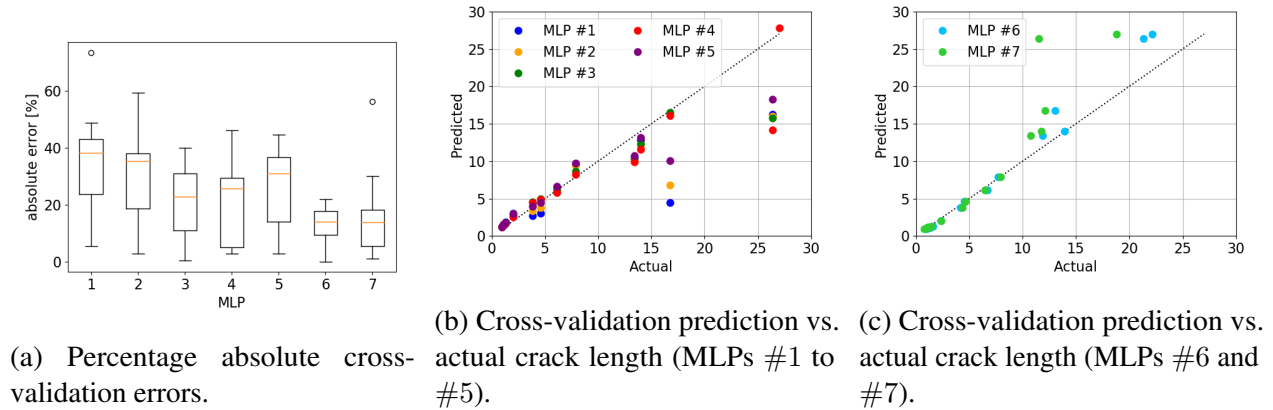 60
40
20
0
absolute error [%]
1 2 3 4 5 6 7
MLP
(a) Percentage absolute cross-
validation errors.
30
25
20
15
10
5
0
Predicted
MLP #1
MLP #2
MLP #3
MLP #4
MLP #5
0 5 10 15 20 25 30
Actual
(b) Cross-validation prediction vs.
actual crack length (MLPs #1 to
#5).
30
25
20
15
10
5
0
Predicted
MLP #6
MLP #7
0 5 10 15 20 25 30
Actual
(c) Cross-validation prediction vs.
actual crack length (MLPs #6 and
#7).